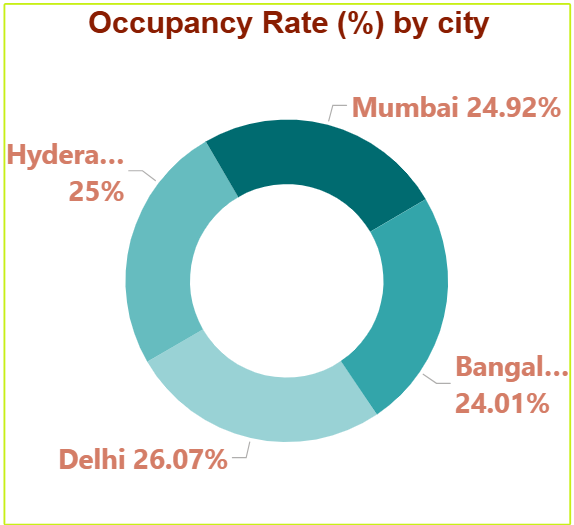 Occupancy Rate (%) by city
Mumbai 24.92%
Hydera...
25%
Bangal...
24.01%
Delhi 26.07%